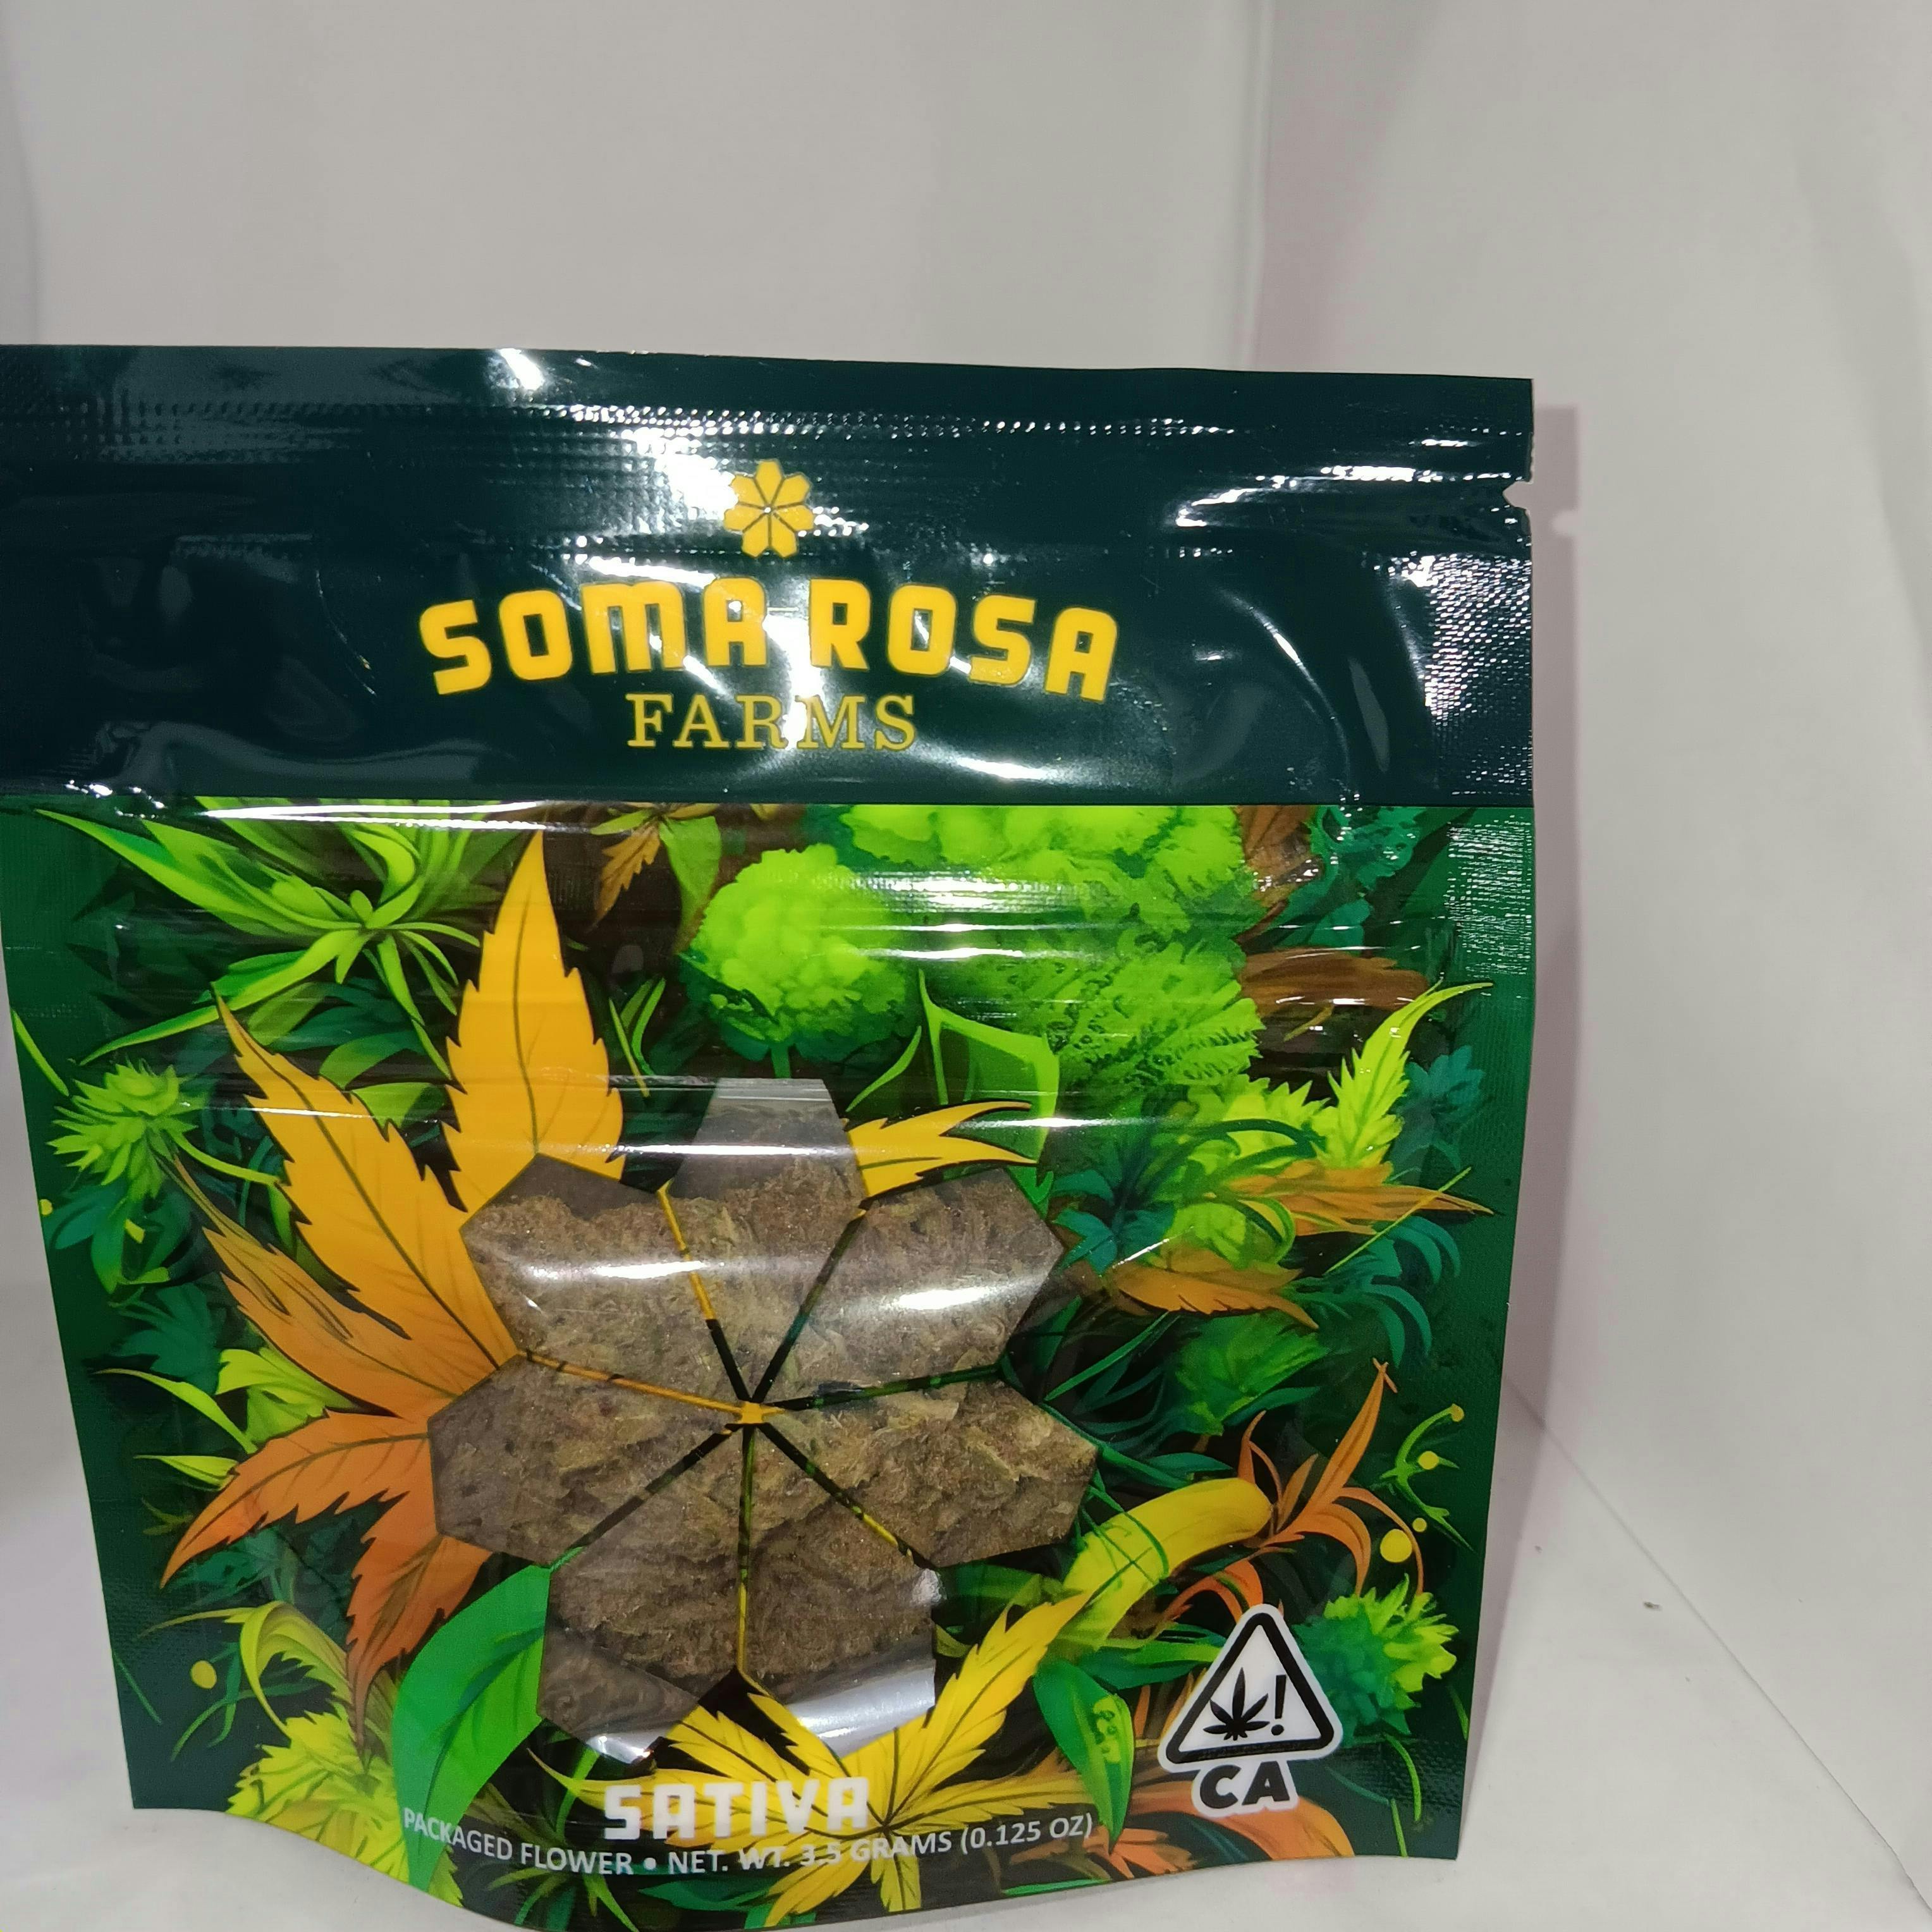 SOMA ROSA
FARMS
CA
SATIVA
PACKAGED FLOWER • NET. WT. 3.5 GRAMS (0.125 OZ)